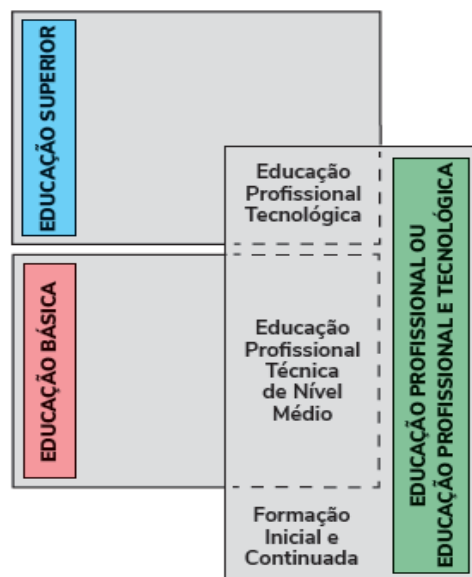 EDUCAÇÃO SUPERIOR
Educação
Profissional
Tecnológica
EDUCAÇÃO BÁSICA
Educação
Profissional
Técnica
de Nível
Médio
Formação
Inicial e
Continuada
EDUCAÇÃO PROFISSIONAL OU
EDUCAÇÃO PROFISSIONAL E TECNOLÓGICA